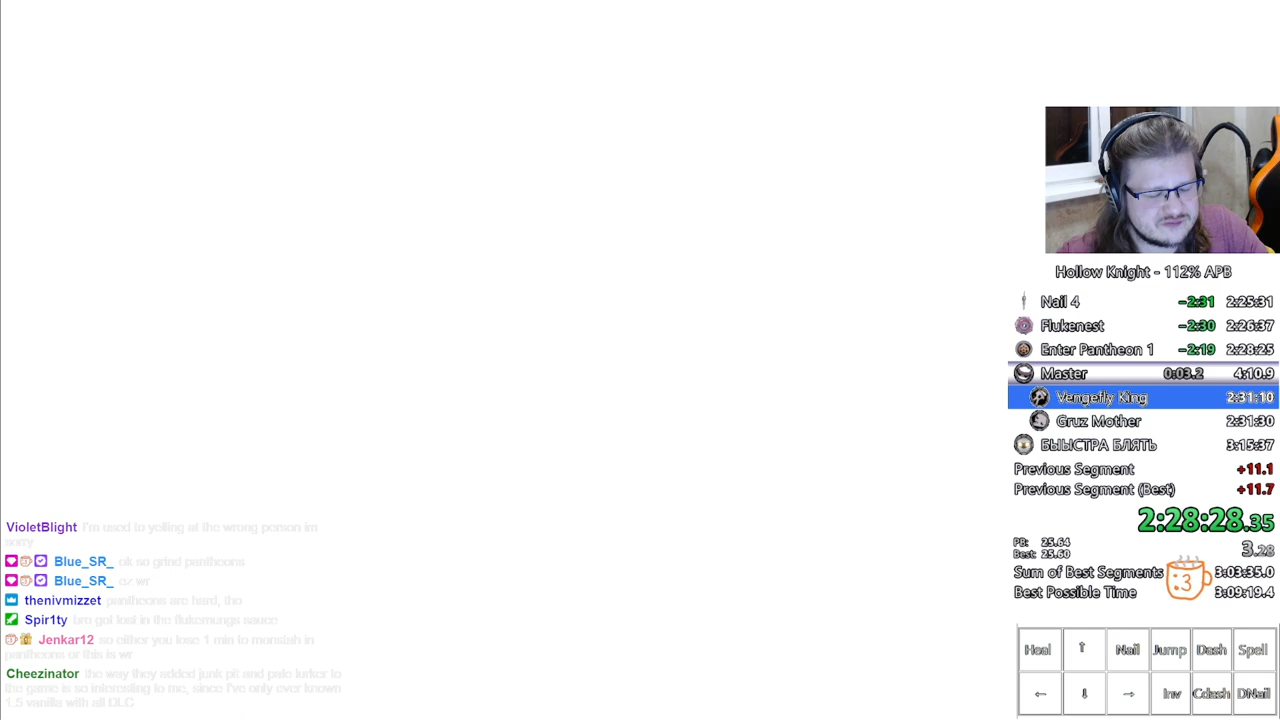 Hollow Knight - 112% APB
Nail 4 -2:31 2:25:31
Flukenest -2:30 2:26:37
Enter Pantheon 1 -2:19 2:28:25
Master 0:03.2 4:10.9
Vengefly King 2:31:10
Gruz Mother 2:31:30
БЫЫСТРА БЛЯТЬ 3:15:37
Previous Segment +11.1
Previous Segment (Best) +11.7
2:28:28.35
PB: 25.64 3.28
Best: 25.60
Sum of Best Segments 3:03:35.0
Best Possible Time 3:09:19.4
Heal ↑ Nail Jump Dash Spell
← ↓ → Inv Cdash DNail
VioletBlight I'm used to yelling at the wrong person im
sorry
Blue_SR_ ok so grind pantheons
Blue_SR_ ez wr
thenivmizzet pantheons are hard, tho
Spir1ty bro got lost in the flukemungs sauce
Jenkar12 so either you lose 1 min to monstah in
pantheons or this is wr
Cheezinator the way they added junk pit and pale lurker to
the game is so interesting to me, since I've only ever known
1.5 vanilla with all DLC